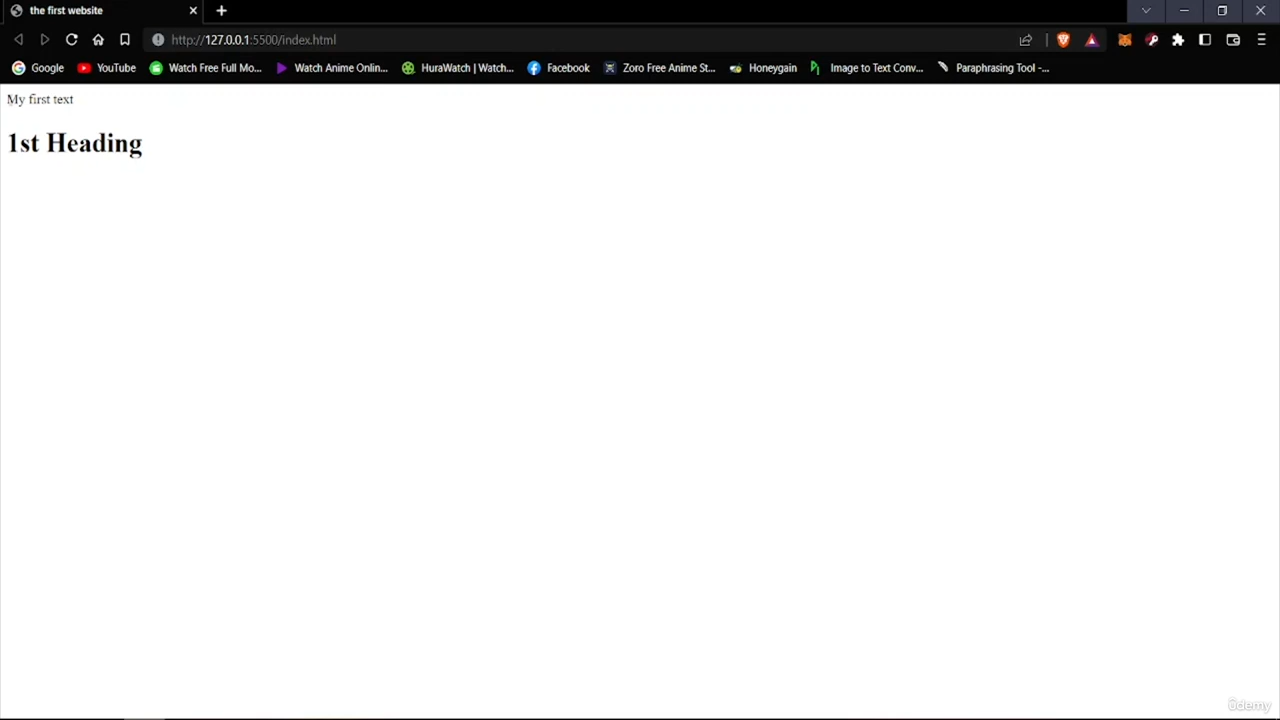 the first website
http://127.0.0.1:5500/index.html
Google YouTube Watch Free Full Mo... Watch Anime Onlin... HuraWatch | Watch... Facebook Zoro Free Anime St... Honeygain Image to Text Conv... Paraphrasing Tool -...
My first text
1st Heading
ûdemy